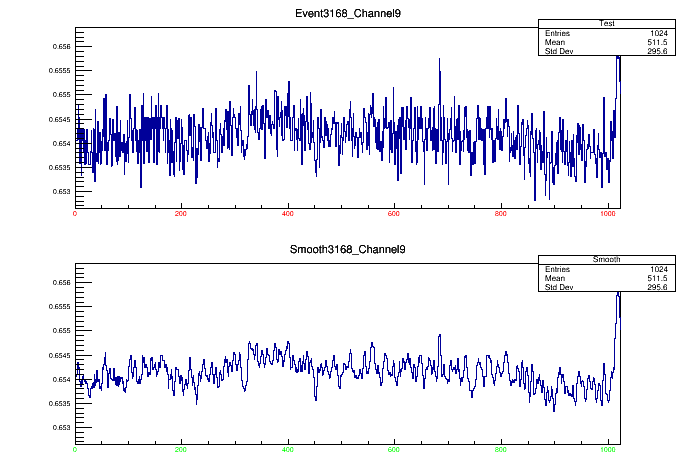 Event3168_Channel9
Test
Entries 1024
Mean 511.5
Std Dev 295.6
0.656
0.6555
0.655
0.6545
0.654
0.6535
0.653
0 200 400 600 800 1000
Smooth3168_Channel9
Smooth
Entries 1024
Mean 511.5
Std Dev 295.6
0.656
0.6555
0.655
0.6545
0.654
0.6535
0.653
0 200 400 600 800 1000